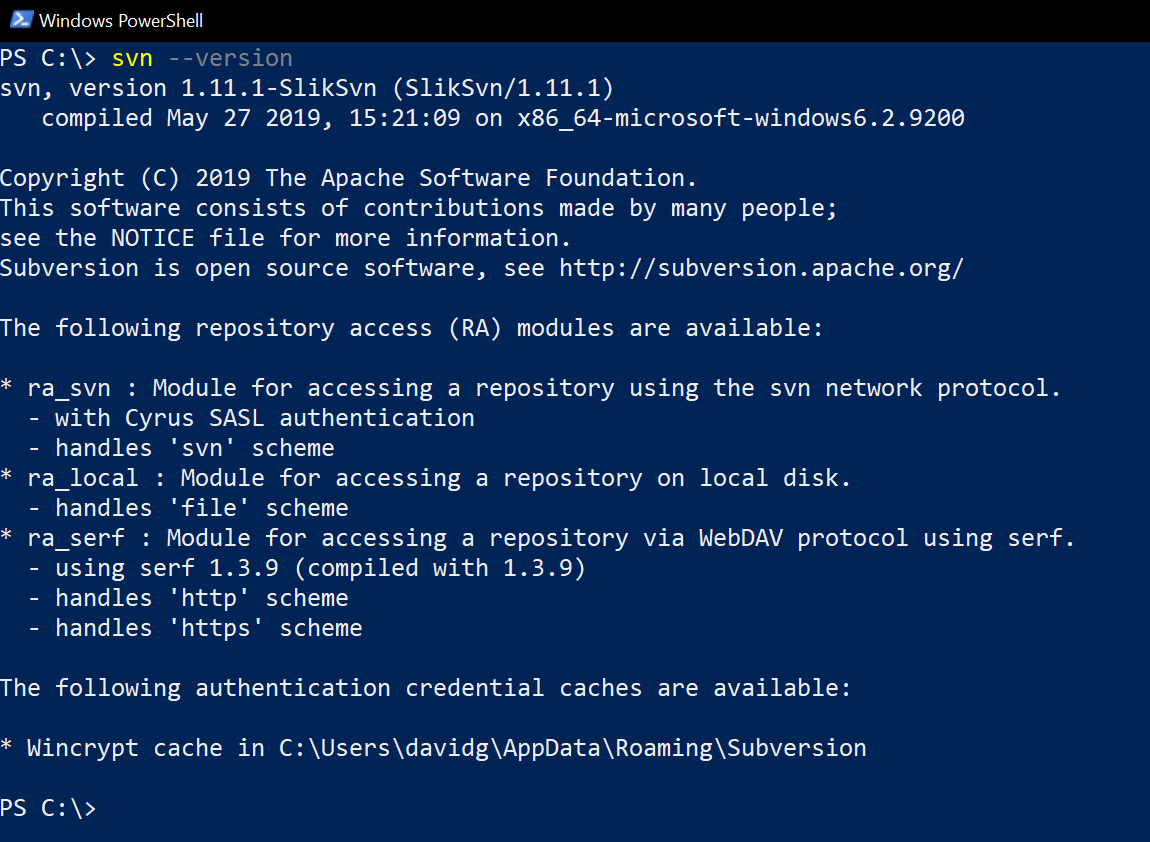 Windows PowerShell
PS C:\> svn --version
svn, version 1.11.1-SlikSvn (SlikSvn/1.11.1)
   compiled May 27 2019, 15:21:09 on x86_64-microsoft-windows6.2.9200

Copyright (C) 2019 The Apache Software Foundation.
This software consists of contributions made by many people;
see the NOTICE file for more information.
Subversion is open source software, see http://subversion.apache.org/

The following repository access (RA) modules are available:

* ra_svn : Module for accessing a repository using the svn network protocol.
  - with Cyrus SASL authentication
  - handles 'svn' scheme
* ra_local : Module for accessing a repository on local disk.
  - handles 'file' scheme
* ra_serf : Module for accessing a repository via WebDAV protocol using serf.
  - using serf 1.3.9 (compiled with 1.3.9)
  - handles 'http' scheme
  - handles 'https' scheme

The following authentication credential caches are available:

* Wincrypt cache in C:\Users\davidg\AppData\Roaming\Subversion

PS C:\>